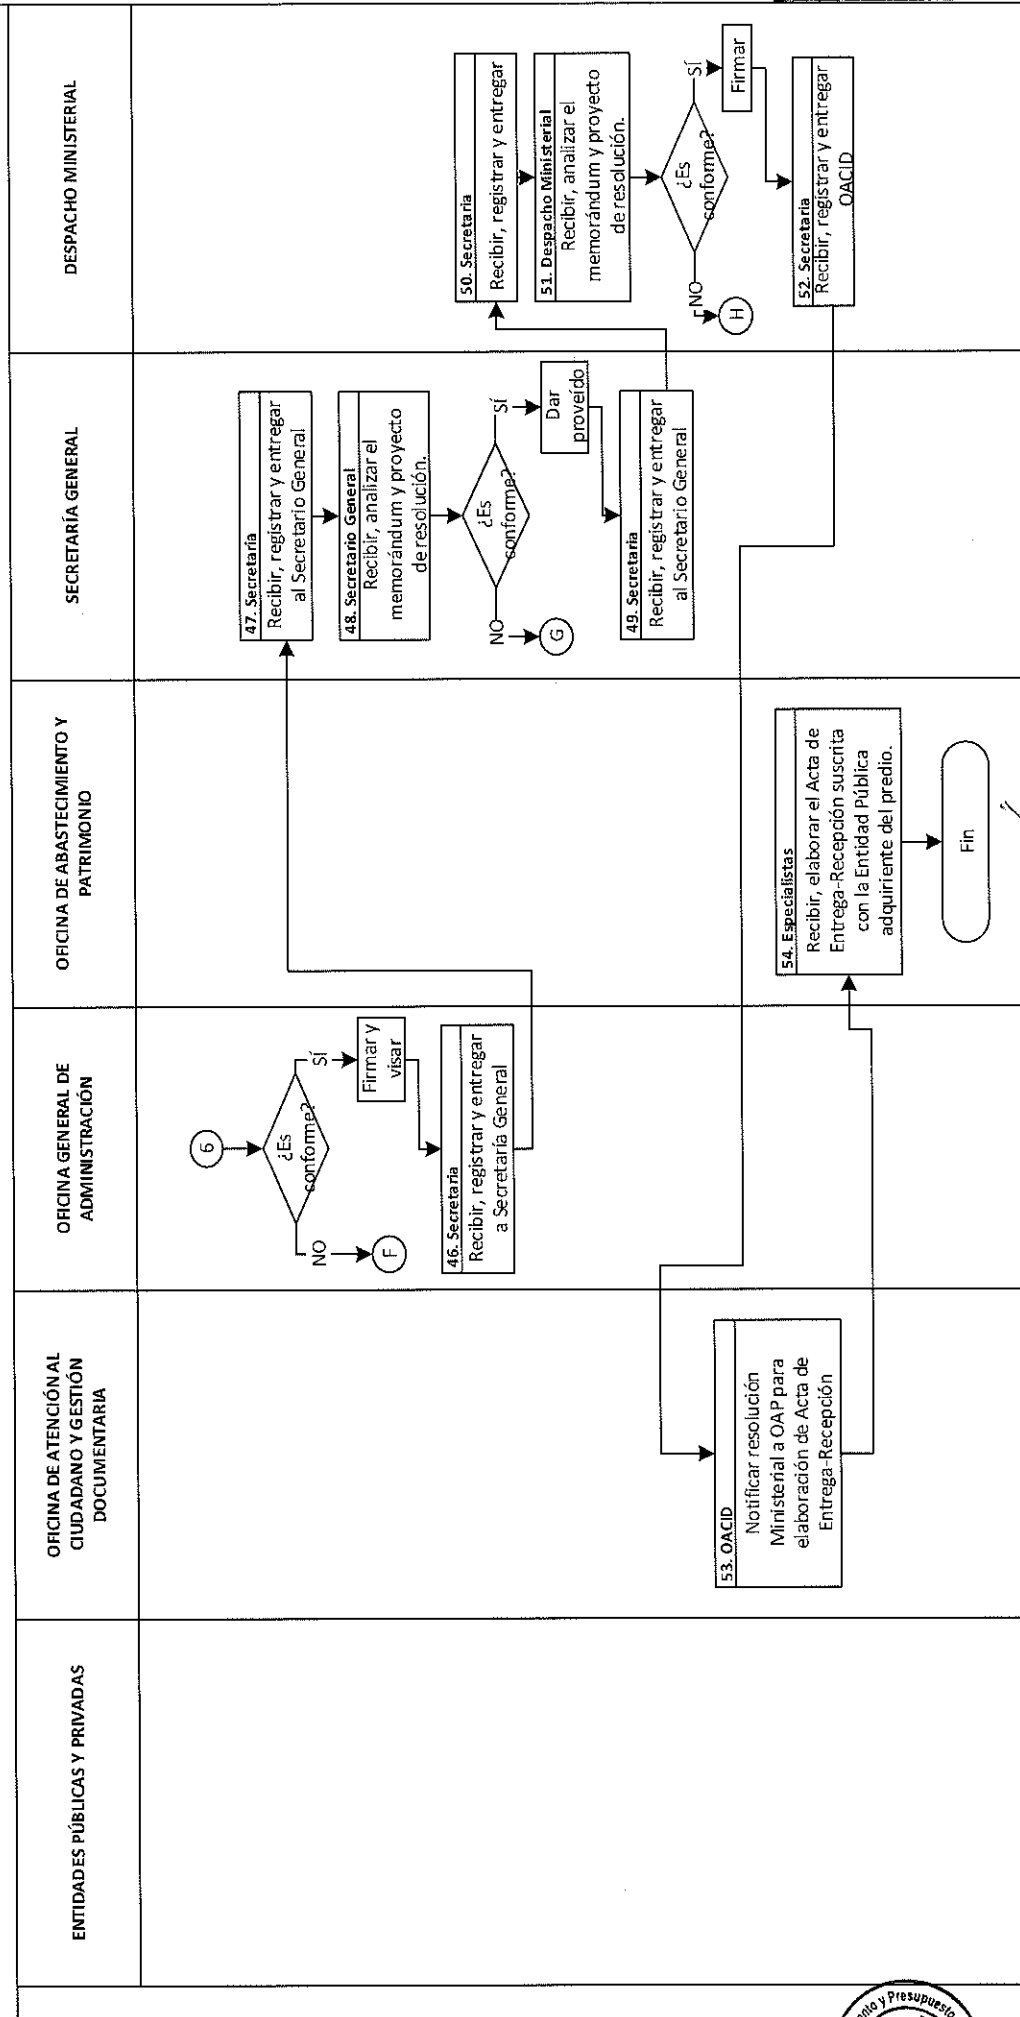 ENTIDADES PÚBLICAS Y PRIVADAS
OFICINA DE ATENCIÓN AL
CIUDADANO Y GESTIÓN
DOCUMENTARIA
OFICINA GENERAL DE
ADMINISTRACIÓN
OFICINA DE ABASTECIMIENTO Y
PATRIMONIO
SECRETARÍA GENERAL
DESPACHO MINISTERIAL
6
¿Es
conforme?
NO
SÍ
F
Firmar y
visar
46. Secretaria
Recibir, registrar y entregar
a Secretaría General
47. Secretaria
Recibir, registrar y entregar
al Secretario General
48. Secretario General
Recibir, analizar el
memorándum y proyecto
de resolución.
¿Es
conforme?
NO
SÍ
G
Dar
proveído
49. Secretaria
Recibir, registrar y entregar
al Secretario General
50. Secretaria
Recibir, registrar y entregar
51. Despacho Ministerial
Recibir, analizar el
memorándum y proyecto
de resolución.
¿Es
conforme?
NO
SÍ
H
Firmar
52. Secretaria
Recibir, registrar y entregar
OACID
53. OACID
Notificar resolución
Ministerial a OAP para
elaboración de Acta de
Entrega-Recepción
54. Especialistas
Recibir, elaborar el Acta de
Entrega-Recepción suscrita
con la Entidad Pública
adquiriente del predio.
Fin
y Presupuesto